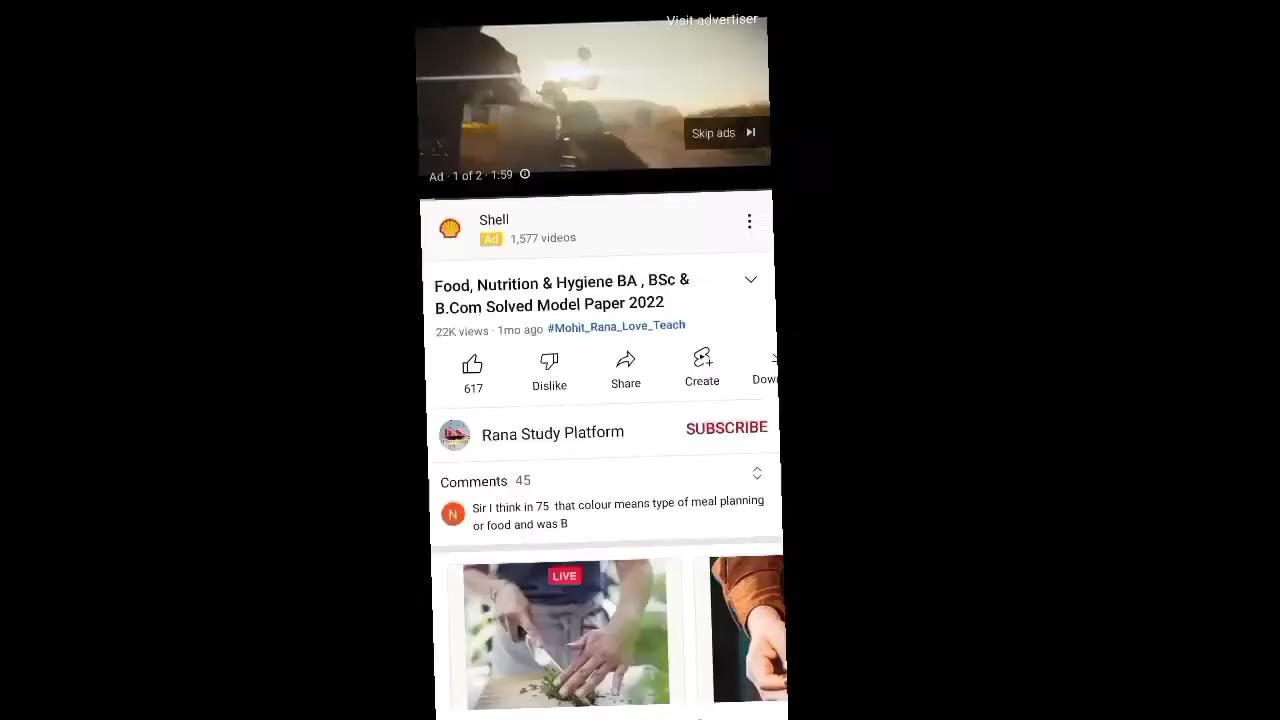 Visit advertiser
Skip ads
Ad · 1 of 2 · 1:59
Shell
Ad 1,577 videos
Food, Nutrition & Hygiene BA , BSc &
B.Com Solved Model Paper 2022
22K views · 1mo ago #Mohit_Rana_Love_Teach
617 Dislike Share Create Down
Rana Study Platform SUBSCRIBE
Comments 45
N Sir I think in 75 that colour means type of meal planning
or food and was B
LIVE